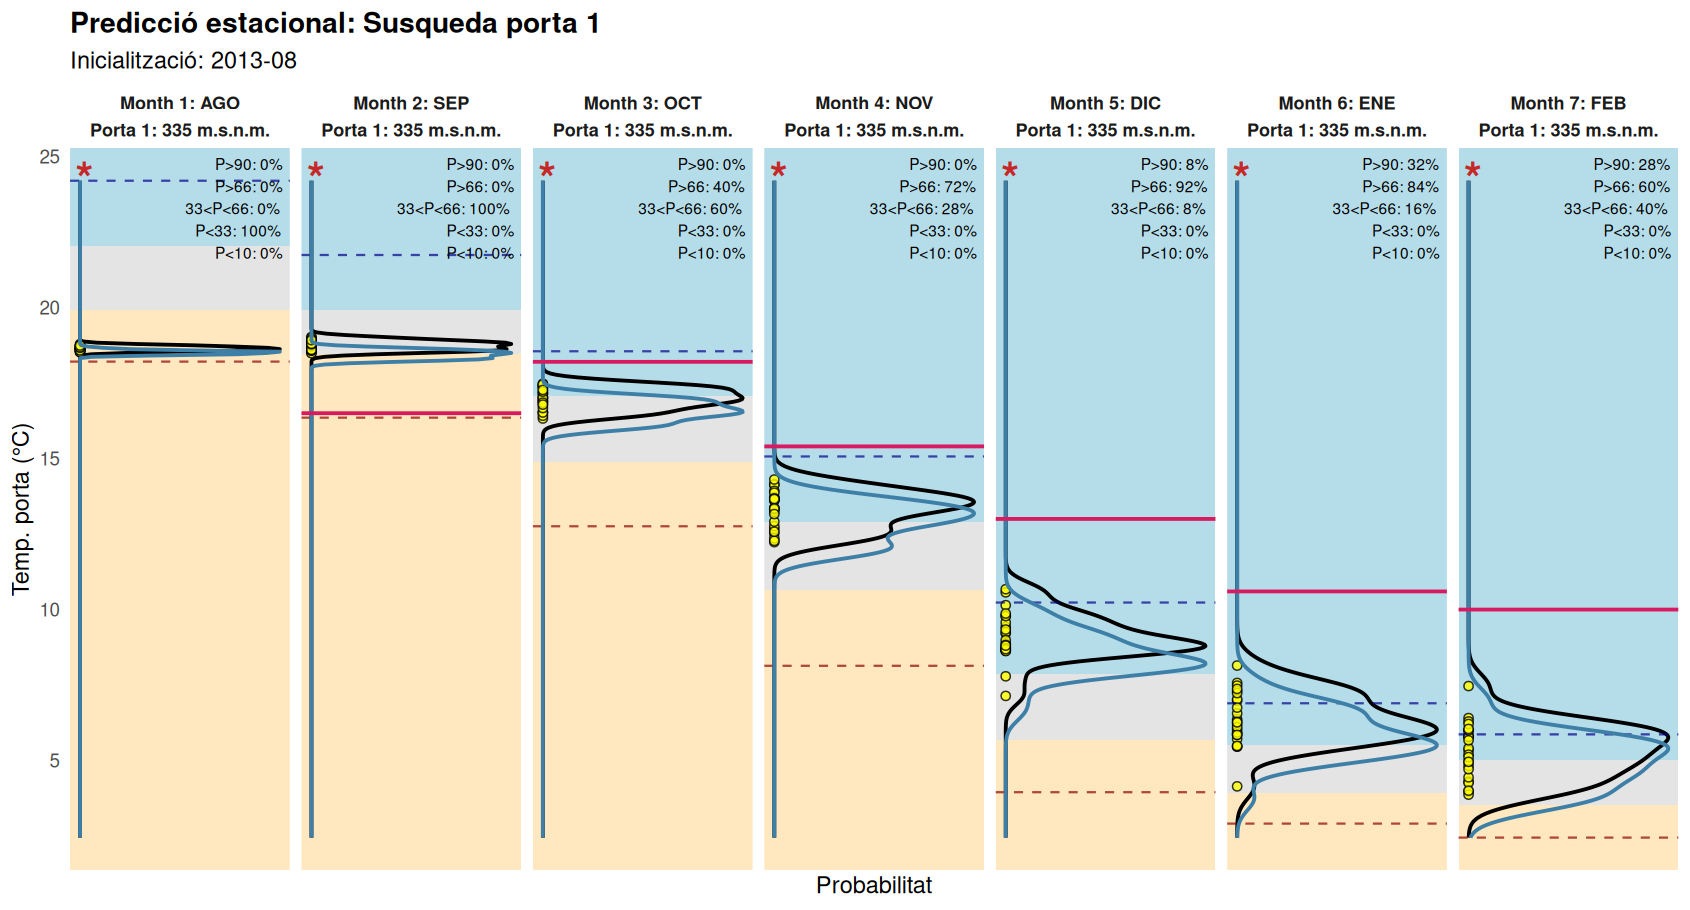 Predicció estacional: Susqueda porta 1
Inicialització: 2013-08
Month 1: AGO
Porta 1: 335 m.s.n.m.
Month 2: SEP
Porta 1: 335 m.s.n.m.
Month 3: OCT
Porta 1: 335 m.s.n.m.
Month 4: NOV
Porta 1: 335 m.s.n.m.
Month 5: DIC
Porta 1: 335 m.s.n.m.
Month 6: ENE
Porta 1: 335 m.s.n.m.
Month 7: FEB
Porta 1: 335 m.s.n.m.
Temp. porta (°C)
25
20
15
10
5
*
P>90: 0%
P>66: 0%
33<P<66: 0%
P<33: 100%
P<10: 0%
*
P>90: 0%
P>66: 0%
33<P<66: 100%
P<33: 0%
P<10: 0%
*
P>90: 0%
P>66: 40%
33<P<66: 60%
P<33: 0%
P<10: 0%
*
P>90: 0%
P>66: 72%
33<P<66: 28%
P<33: 0%
P<10: 0%
*
P>90: 8%
P>66: 92%
33<P<66: 8%
P<33: 0%
P<10: 0%
*
P>90: 32%
P>66: 84%
33<P<66: 16%
P<33: 0%
P<10: 0%
*
P>90: 28%
P>66: 60%
33<P<66: 40%
P<33: 0%
P<10: 0%
Probabilitat